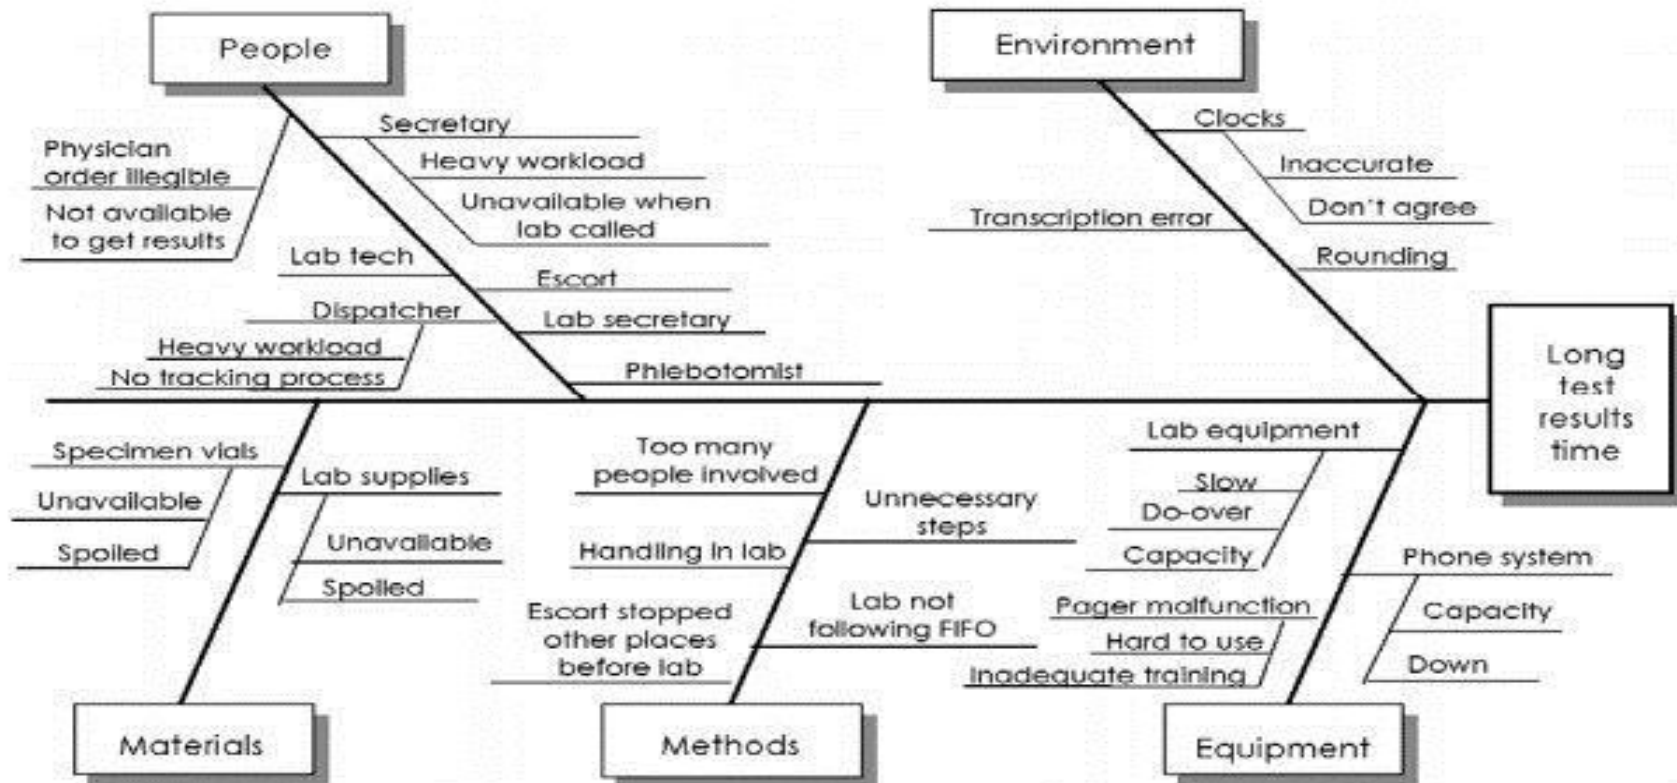 People
Environment
Secretary
Physician
order illegible
Heavy workload
Not available
to get results
Unavailable when
lab called
Lab tech
Escort
Dispatcher
Lab secretary
Heavy workload
No tracking process
Phlebotomist
Clocks
Inaccurate
Don't agree
Transcription error
Rounding
Long
test
results
time
Specimen vials
Unavailable
Spoiled
Lab supplies
Unavailable
Spoiled
Too many
people involved
Unnecessary
steps
Handling in lab
Lab not
following FIFO
Escort stopped
other places
before lab
Lab equipment
Slow
Do-over
Capacity
Phone system
Capacity
Down
Pager malfunction
Hard to use
Inadequate training
Materials
Methods
Equipment